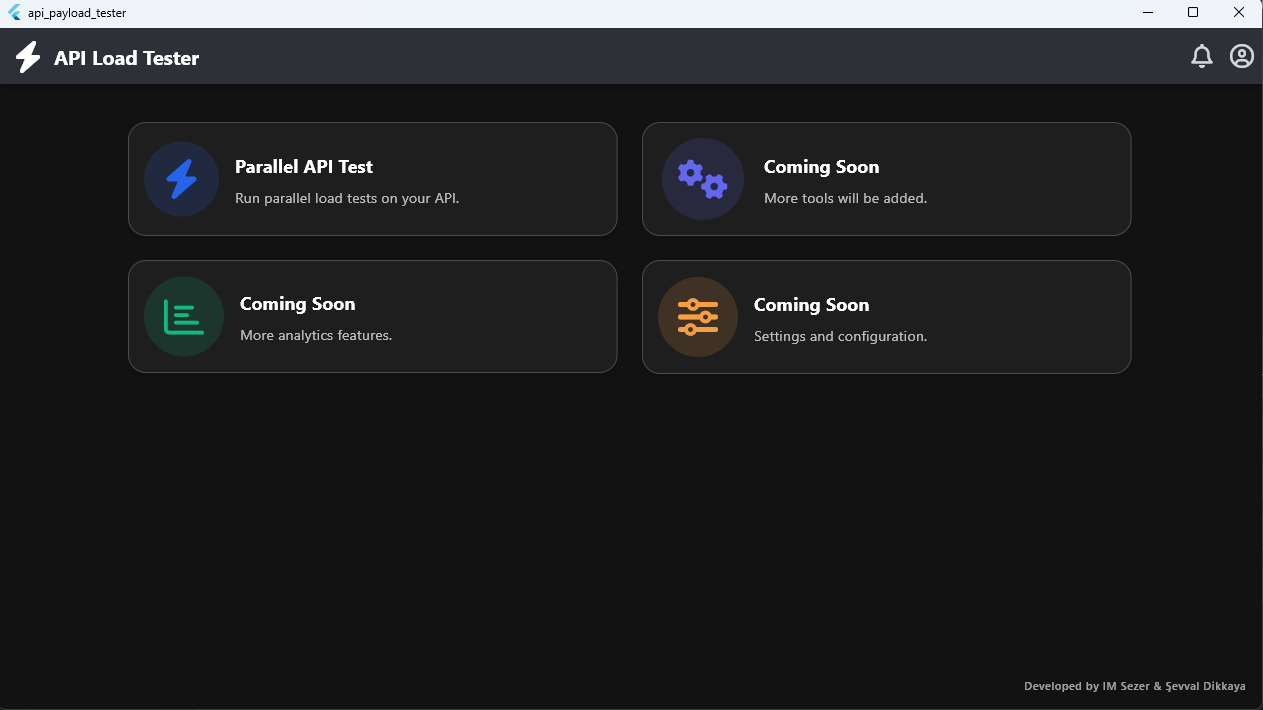 api_payload_tester
API Load Tester
Parallel API Test
Run parallel load tests on your API.
Coming Soon
More tools will be added.
Coming Soon
More analytics features.
Coming Soon
Settings and configuration.
Developed by IM Sezer & Şevval Dikkaya